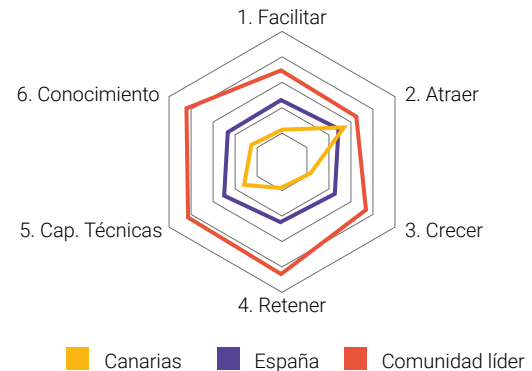 1. Facilitar
6. Conocimiento
2. Atraer
5. Cap. Técnicas
3. Crecer
4. Retener
Canarias España Comunidad líder